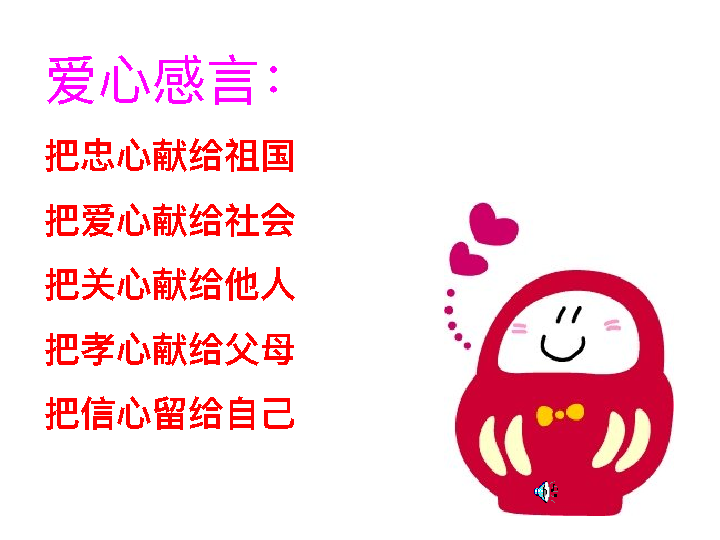 爱心感言：
把忠心献给祖国
把爱心献给社会
把关心献给他人
把孝心献给父母
把信心留给自己